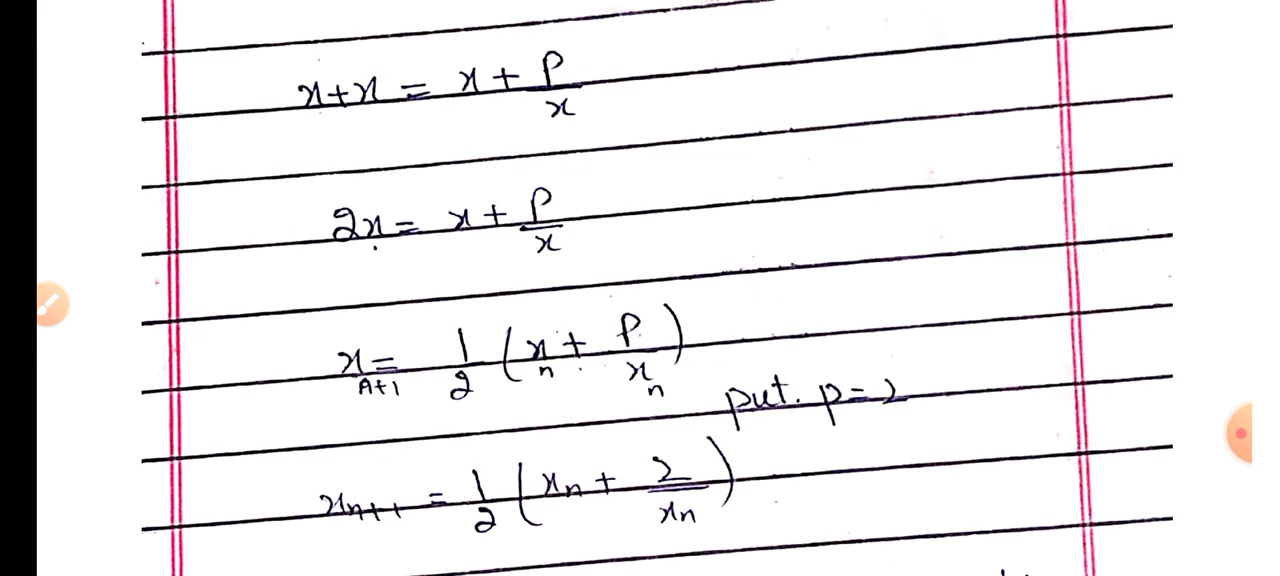 x+x = x + P/x
2x = x + P/x
x_{n+1} = 1/2 (x_n + P/x_n)
put. p=2
x_{n+1} = 1/2 (x_n + 2/x_n)